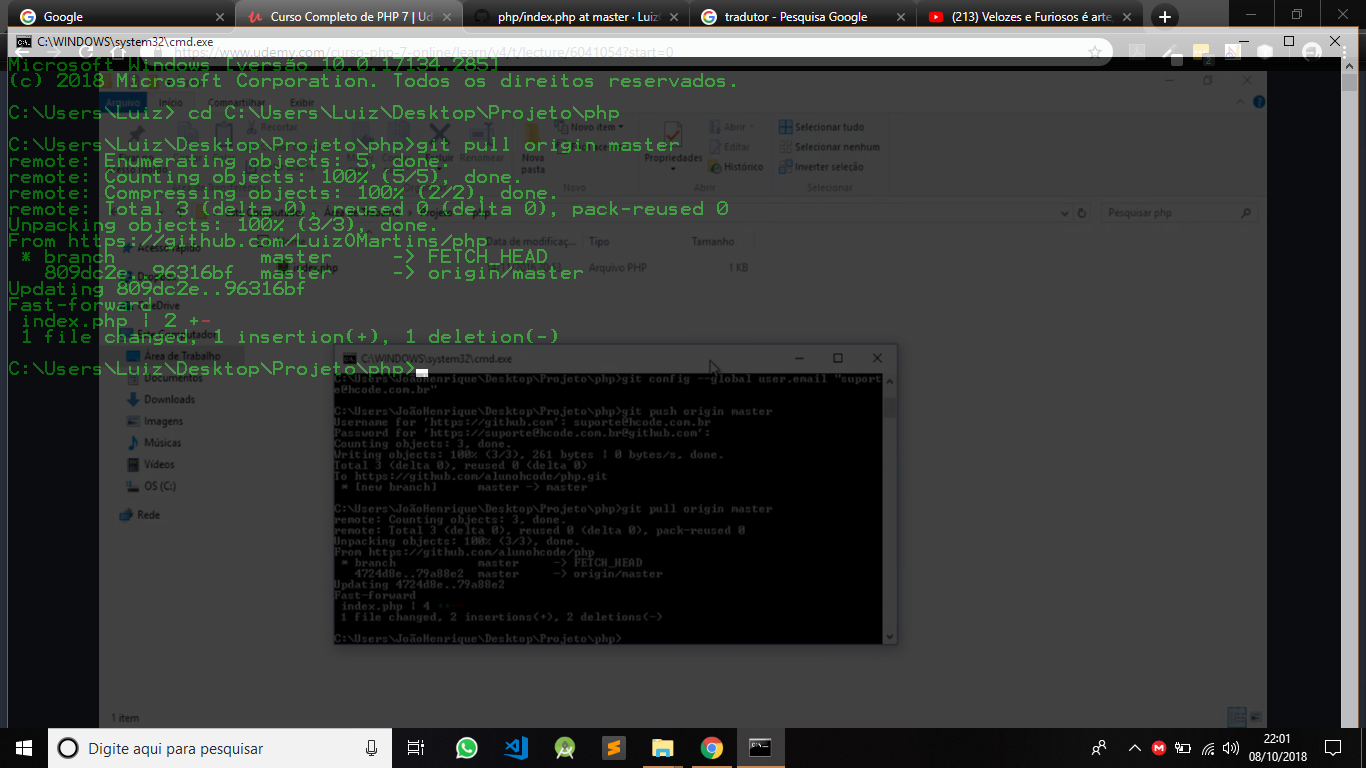 Google
Curso Completo de PHP 7 | Ud
php/index.php at master · Luiz
tradutor - Pesquisa Google
(213) Velozes e Furiosos é arte,
C:\WINDOWS\system32\cmd.exe
https://www.udemy.com/curso-php-7-online/learn/v4/t/lecture/6041054?start=0
2
Microsoft Windows [versão 10.0.17134.285]
(c) 2018 Microsoft Corporation. Todos os direitos reservados.
Arquivo Início Compartilhar Exibir
C:\Users\Luiz> cd C:\Users\Luiz\Desktop\Projeto\php
Recortar
Novo item
Abrir
Selecionar tudo
Editar
Selecionar nenhum
Histórico
Inverter seleção
Renomear
Nova pasta
Propriedades
Novo
Abrir
Selecionar
C:\Users\Luiz\Desktop\Projeto\php>git pull origin master
remote: Enumerating objects: 5, done.
remote: Counting objects: 100% (5/5), done.
remote: Compressing objects: 100% (2/2), done.
remote: Total 3 (delta 0), reused 0 (delta 0), pack-reused 0
Unpacking objects: 100% (3/3), done.
From https://github.com/LuizOMartins/php
* branch master -> FETCH_HEAD
809dc2e..96316bf master -> origin/master
Updating 809dc2e..96316bf
Fast-forward
index.php | 2 +-
1 file changed, 1 insertion(+), 1 deletion(-)
C:\Users\Luiz\Desktop\Projeto\php>
Pesquisar php
Data de modificaç... Tipo Tamanho
Arquivo PHP 1 KB
Área de Trabalho
Documentos
Downloads
Imagens
Músicas
Vídeos
OS (C:)
Rede
1 item
C:\WINDOWS\system32\cmd.exe
C:\Users\JoãoHenrique\Desktop\Projeto\php>git config --global user.email "suport
e@hcode.com.br"
C:\Users\JoãoHenrique\Desktop\Projeto\php>git push origin master
Username for 'https://github.com': suporte@hcode.com.br
Password for 'https://suporte@hcode.com.br@github.com':
Counting objects: 3, done.
Writing objects: 100% (3/3), 261 bytes | 0 bytes/s, done.
Total 3 (delta 0), reused 0 (delta 0)
To https://github.com/alunohcode/php.git
* [new branch] master -> master
C:\Users\JoãoHenrique\Desktop\Projeto\php>git pull origin master
remote: Counting objects: 3, done.
remote: Total 3 (delta 0), reused 0 (delta 0), pack-reused 0
Unpacking objects: 100% (3/3), done.
From https://github.com/alunohcode/php
* branch master -> FETCH_HEAD
4724d8e..79a88e2 master -> origin/master
Updating 4724d8e..79a88e2
Fast-forward
index.php | 4 ++--
1 file changed, 2 insertions(+), 2 deletions(-)
C:\Users\JoãoHenrique\Desktop\Projeto\php>
Digite aqui para pesquisar
22:01
08/10/2018